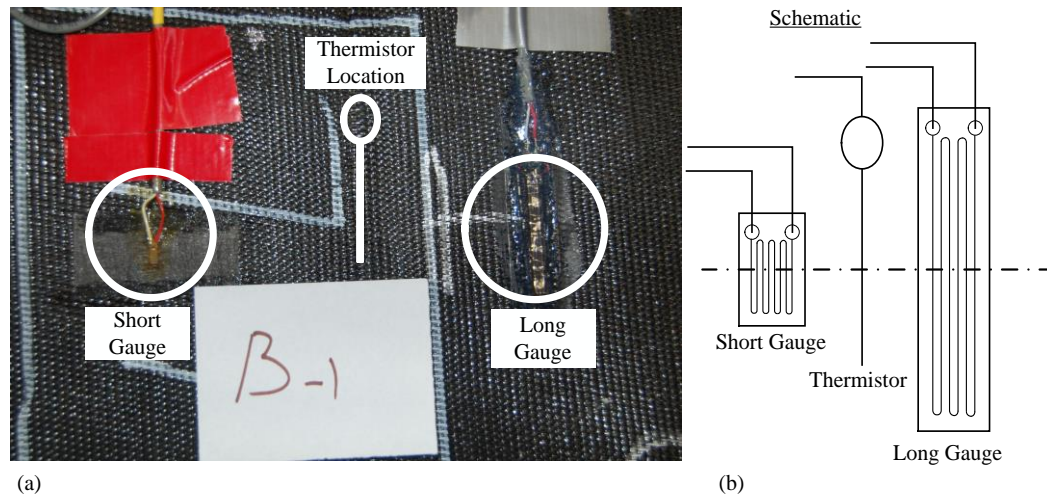 Thermistor
Location
Short
Gauge
Long
Gauge
B-1
(a)
Schematic
Short Gauge
Thermistor
Long Gauge
(b)